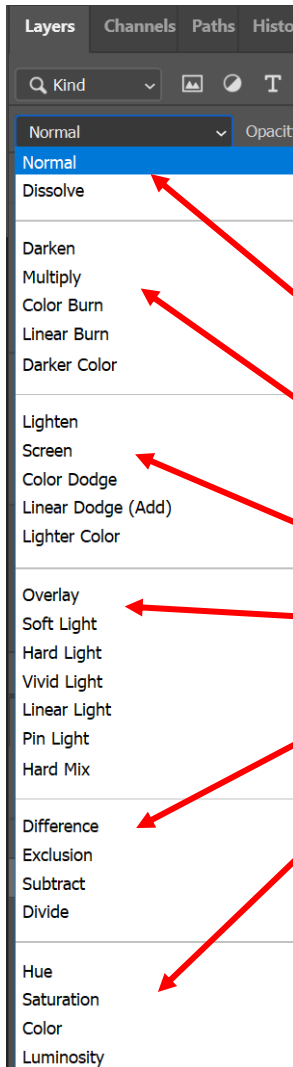 Layers Channels Paths Histo
Kind T
Normal Opacit
Normal
Dissolve
Darken
Multiply
Color Burn
Linear Burn
Darker Color
Lighten
Screen
Color Dodge
Linear Dodge (Add)
Lighter Color
Overlay
Soft Light
Hard Light
Vivid Light
Linear Light
Pin Light
Hard Mix
Difference
Exclusion
Subtract
Divide
Hue
Saturation
Color
Luminosity